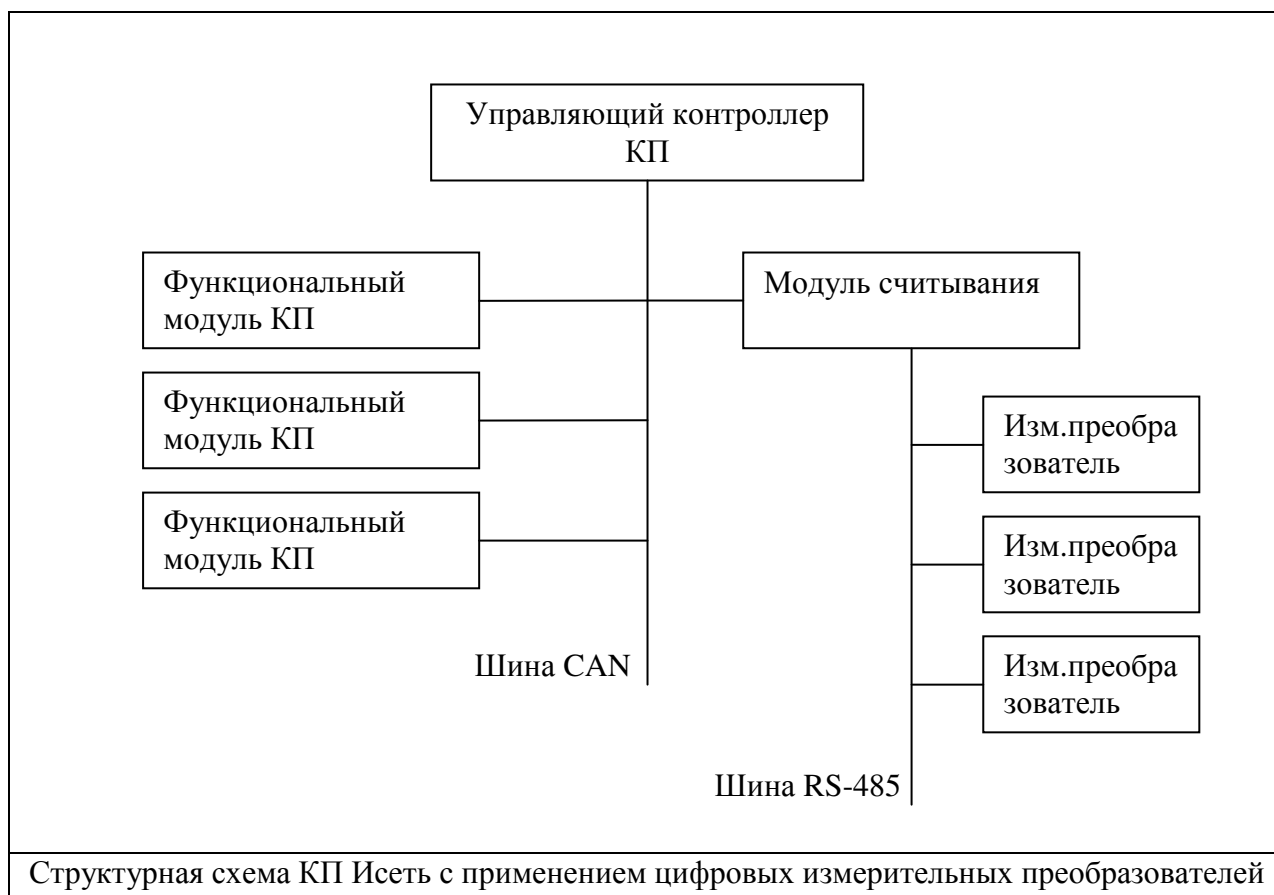 Управляющий контроллер
КП
Функциональный
модуль КП
Модуль считывания
Функциональный
модуль КП
Изм.преобра
зователь
Функциональный
модуль КП
Изм.преобра
зователь
Изм.преобра
зователь
Шина CAN
Шина RS-485
Структурная схема КП Исеть с применением цифровых измерительных преобразователей